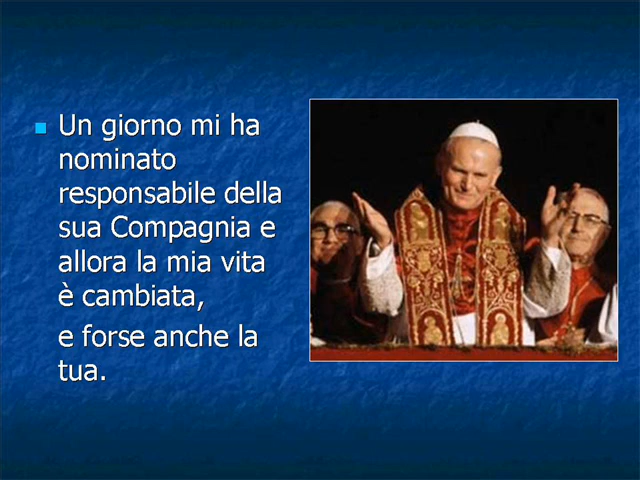 Un giorno mi ha
nominato
responsabile della
sua Compagnia e
allora la mia vita
è cambiata,
e forse anche la
tua.